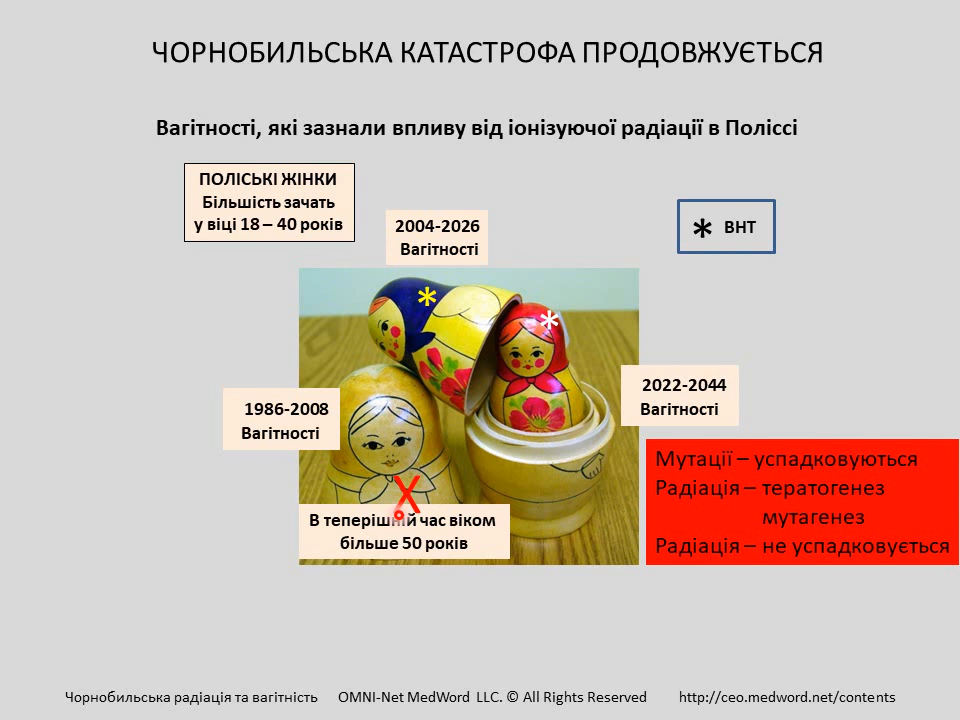 ЧОРНОБИЛЬСЬКА КАТАСТРОФА ПРОДОВЖУЄТЬСЯ
Вагітності, які зазнали впливу від іонізуючої радіації в Поліссі
ПОЛІСЬКІ ЖІНКИ
Більшість зачать
у віці 18 – 40 років
2004-2026
Вагітності
* ВНТ
*
*
2022-2044
Вагітності
1986-2008
Вагітності
В теперішній час віком
більше 50 років
Мутації – успадковуються
Радіація – тератогенез
мутагенез
Радіація – не успадковується
Чорнобильська радіація та вагітність OMNI-Net MedWord LLC. © All Rights Reserved http://ceo.medword.net/contents